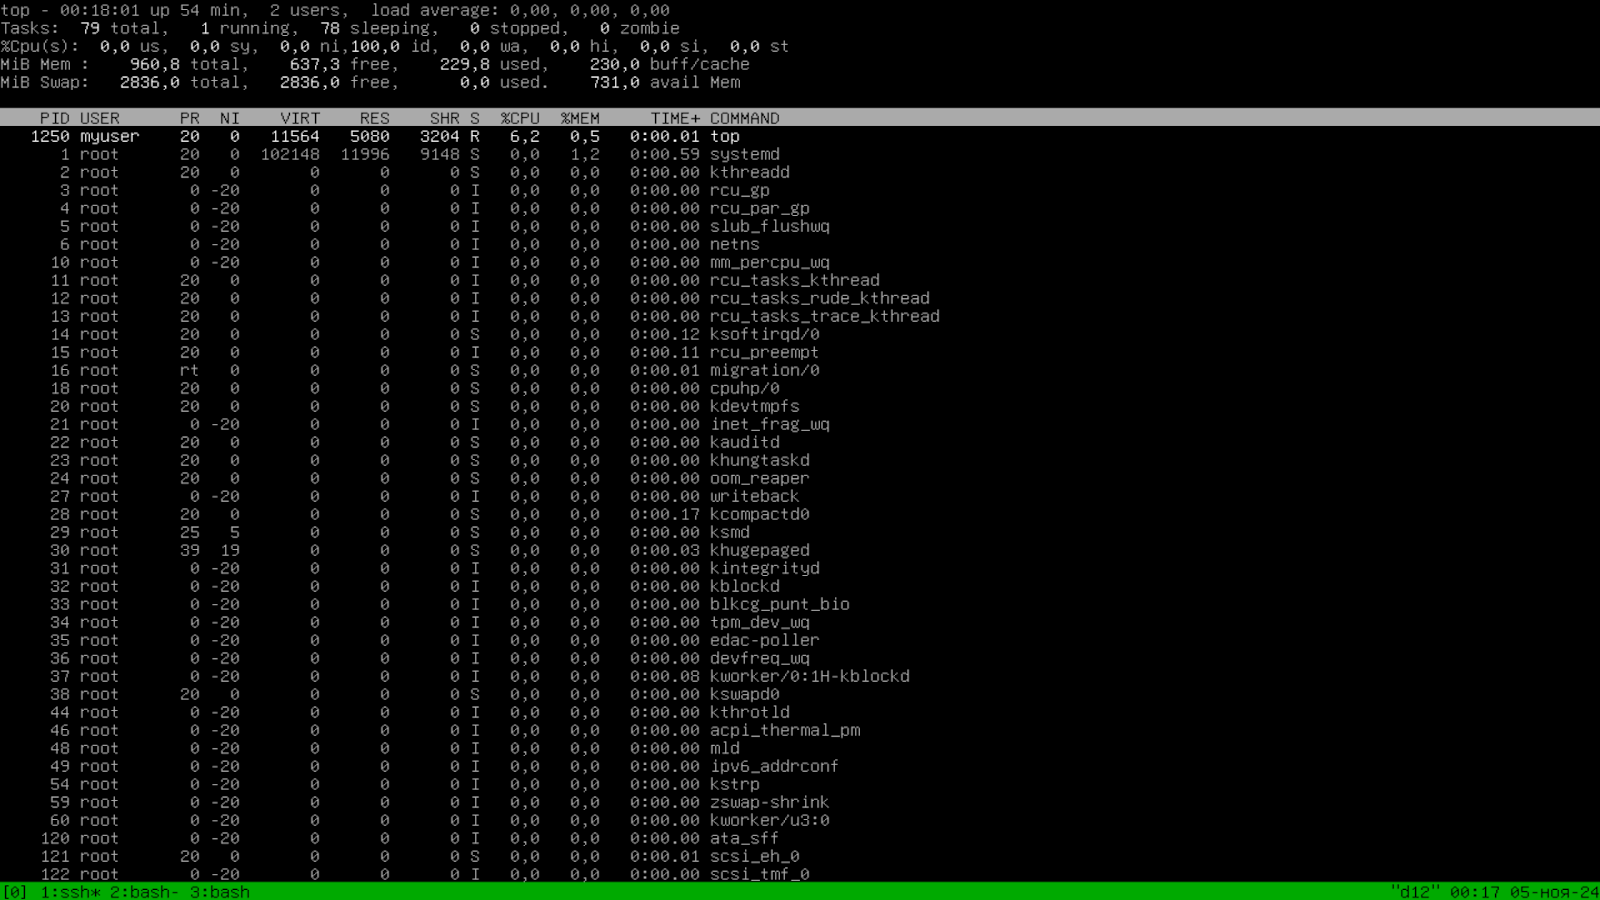 top - 00:18:01 up 54 min,  2 users,  load average: 0,00, 0,00, 0,00
Tasks:  79 total,   1 running,  78 sleeping,   0 stopped,   0 zombie
%Cpu(s):  0,0 us,  0,0 sy,  0,0 ni,100,0 id,  0,0 wa,  0,0 hi,  0,0 si,  0,0 st
MiB Mem :    960,8 total,    637,3 free,    229,8 used,    230,0 buff/cache
MiB Swap:   2836,0 total,   2836,0 free,      0,0 used.    731,0 avail Mem
PID USER      PR  NI    VIRT    RES    SHR S  %CPU  %MEM     TIME+ COMMAND
1250 myuser    20   0   11564   5080   3204 R   6,2   0,5   0:00.01 top
1 root      20   0  102148  11996   9148 S   0,0   1,2   0:00.59 systemd
2 root      20   0       0      0      0 S   0,0   0,0   0:00.00 kthreadd
3 root       0 -20       0      0      0 I   0,0   0,0   0:00.00 rcu_gp
4 root       0 -20       0      0      0 I   0,0   0,0   0:00.00 rcu_par_gp
5 root       0 -20       0      0      0 I   0,0   0,0   0:00.00 slub_flushwq
6 root       0 -20       0      0      0 I   0,0   0,0   0:00.00 netns
10 root       0 -20       0      0      0 I   0,0   0,0   0:00.00 mm_percpu_wq
11 root      20   0       0      0      0 I   0,0   0,0   0:00.00 rcu_tasks_kthread
12 root      20   0       0      0      0 I   0,0   0,0   0:00.00 rcu_tasks_rude_kthread
13 root      20   0       0      0      0 I   0,0   0,0   0:00.00 rcu_tasks_trace_kthread
14 root      20   0       0      0      0 S   0,0   0,0   0:00.12 ksoftirqd/0
15 root      20   0       0      0      0 I   0,0   0,0   0:00.11 rcu_preempt
16 root      rt   0       0      0      0 S   0,0   0,0   0:00.01 migration/0
18 root      20   0       0      0      0 S   0,0   0,0   0:00.00 cpuhp/0
20 root      20   0       0      0      0 S   0,0   0,0   0:00.00 kdevtmpfs
21 root       0 -20       0      0      0 I   0,0   0,0   0:00.00 inet_frag_wq
22 root      20   0       0      0      0 S   0,0   0,0   0:00.00 kauditd
23 root      20   0       0      0      0 S   0,0   0,0   0:00.00 khungtaskd
24 root      20   0       0      0      0 S   0,0   0,0   0:00.00 oom_reaper
27 root       0 -20       0      0      0 I   0,0   0,0   0:00.00 writeback
28 root      20   0       0      0      0 S   0,0   0,0   0:00.17 kcompactd0
29 root      25   5       0      0      0 S   0,0   0,0   0:00.00 ksmd
30 root      39  19       0      0      0 S   0,0   0,0   0:00.03 khugepaged
31 root       0 -20       0      0      0 I   0,0   0,0   0:00.00 kintegrityd
32 root       0 -20       0      0      0 I   0,0   0,0   0:00.00 kblockd
33 root       0 -20       0      0      0 I   0,0   0,0   0:00.00 blkcg_punt_bio
34 root       0 -20       0      0      0 I   0,0   0,0   0:00.00 tpm_dev_wq
35 root       0 -20       0      0      0 I   0,0   0,0   0:00.00 edac-poller
36 root       0 -20       0      0      0 I   0,0   0,0   0:00.00 devfreq_wq
37 root       0 -20       0      0      0 I   0,0   0,0   0:00.08 kworker/0:1H-kblockd
38 root      20   0       0      0      0 S   0,0   0,0   0:00.00 kswapd0
44 root       0 -20       0      0      0 I   0,0   0,0   0:00.00 kthrotld
46 root       0 -20       0      0      0 I   0,0   0,0   0:00.00 acpi_thermal_pm
48 root       0 -20       0      0      0 I   0,0   0,0   0:00.00 mld
49 root       0 -20       0      0      0 I   0,0   0,0   0:00.00 ipv6_addrconf
54 root       0 -20       0      0      0 I   0,0   0,0   0:00.00 kstrp
59 root       0 -20       0      0      0 I   0,0   0,0   0:00.00 zswap-shrink
60 root       0 -20       0      0      0 I   0,0   0,0   0:00.00 kworker/u3:0
120 root       0 -20       0      0      0 I   0,0   0,0   0:00.00 ata_sff
121 root      20   0       0      0      0 S   0,0   0,0   0:00.01 scsi_eh_0
122 root       0 -20       0      0      0 I   0,0   0,0   0:00.00 scsi_tmf_0
[0] 1:ssh* 2:bash- 3:bash "d12" 00:17 05-ноя-24